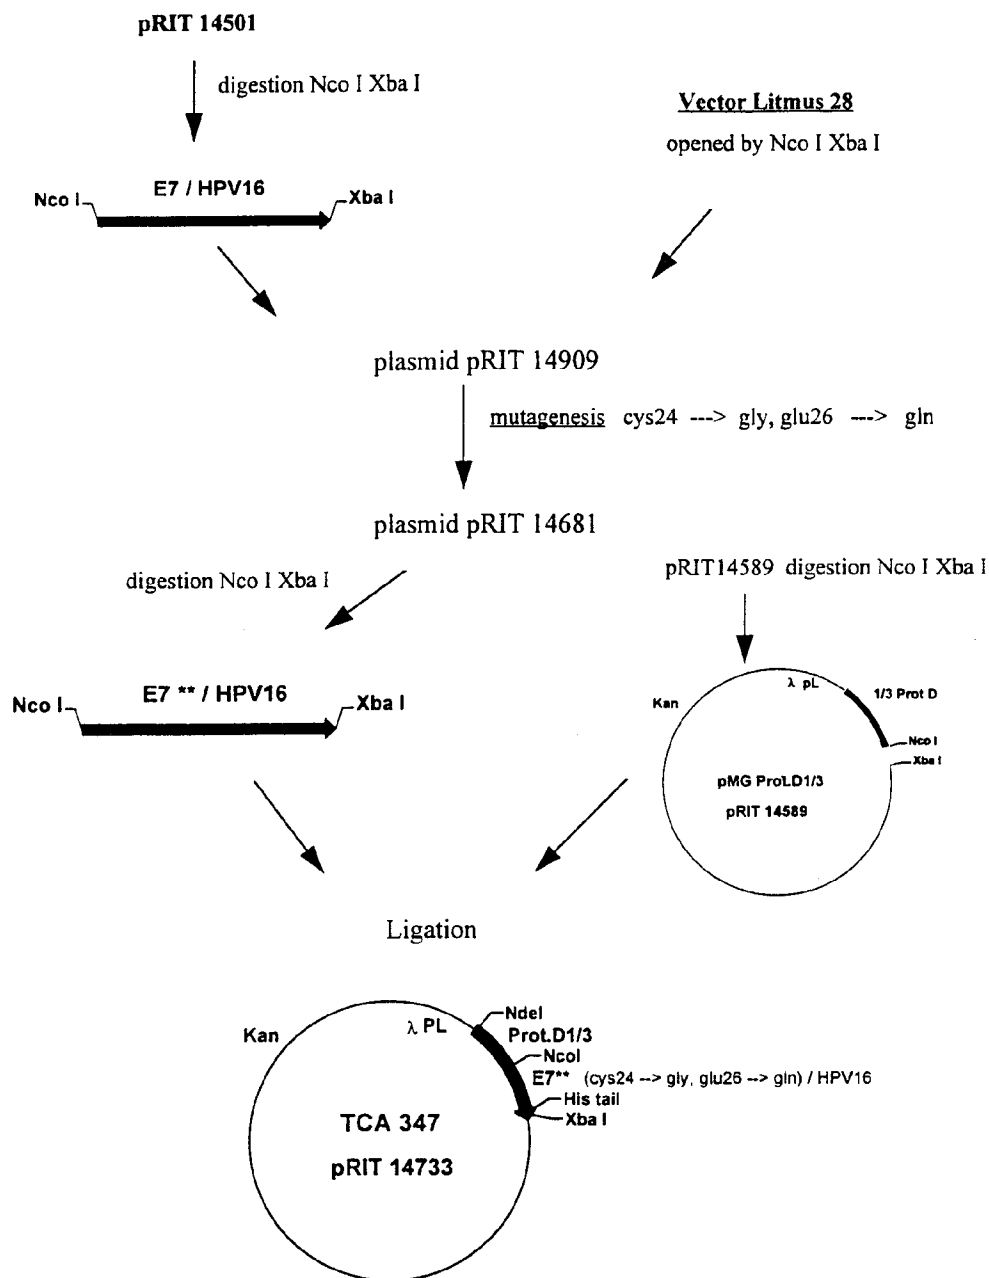 pRIT 14501
digestion Nco I Xba I
Vector Litmus 28
opened by Nco I Xba I
E7 / HPV16
Nco I
Xba I
plasmid pRIT 14909
mutagenesis cys24 ---> gly, glu26 ---> gln
plasmid pRIT 14681
digestion Nco I Xba I
pRIT14589 digestion Nco I Xba I
E7 ** / HPV16
Nco I
Xba I
λ pL
Kan
1/3 Prot D
Nco I
Xba I
pMG ProLD1/3
pRIT 14589
Ligation
Kan
λ PL
NdeI
Prot.D1/3
NcoI
E7** (cys24 --> gly, glu26 --> gln) / HPV16
His tail
Xba I
TCA 347
pRIT 14733